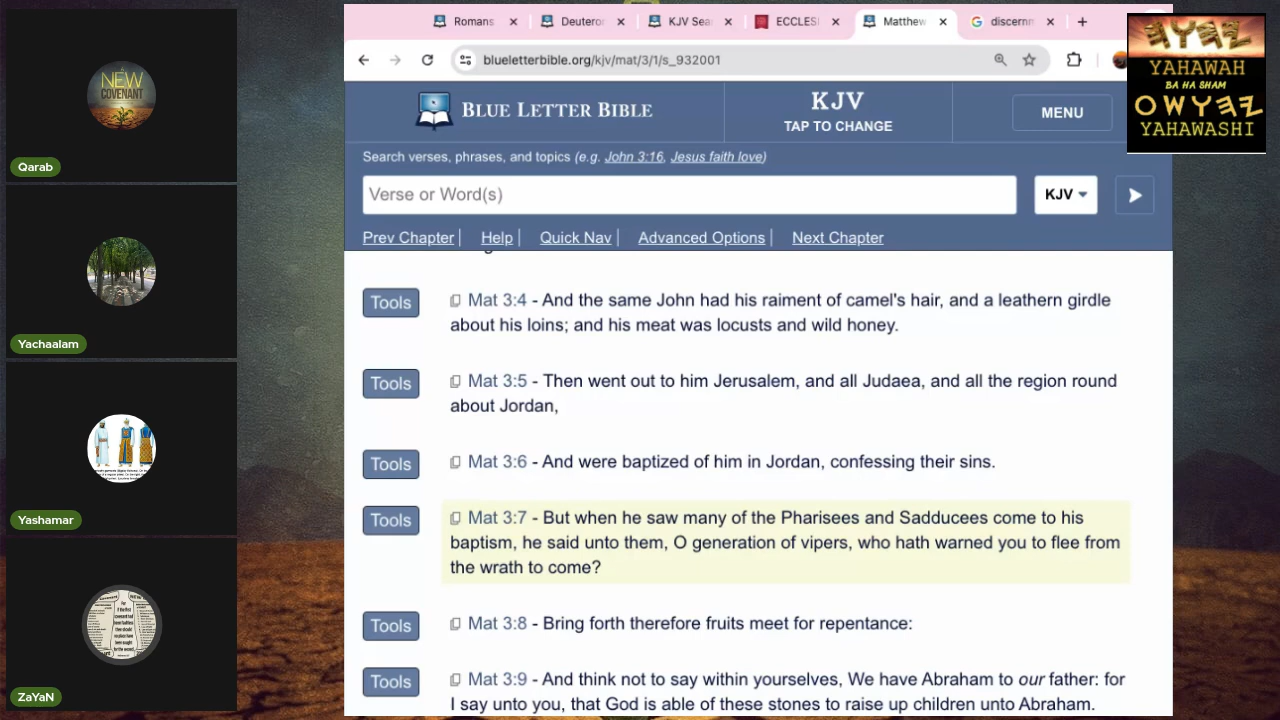 NEW
COVENANT
Qarab
Yachaalam
Yashamar
ZaYaN
Romans
Deuteron
KJV Sea
ECCLESI
Matthew
discernm
blueletterbible.org/kjv/mat/3/1/s_932001
BLUE LETTER BIBLE
KJV
TAP TO CHANGE
MENU
Search verses, phrases, and topics (e.g. John 3:16, Jesus faith love)
Verse or Word(s)
KJV
Prev Chapter | Help | Quick Nav | Advanced Options | Next Chapter
Tools
Mat 3:4 - And the same John had his raiment of camel's hair, and a leathern girdle
about his loins; and his meat was locusts and wild honey.
Tools
Mat 3:5 - Then went out to him Jerusalem, and all Judaea, and all the region round
about Jordan,
Tools
Mat 3:6 - And were baptized of him in Jordan, confessing their sins.
Tools
Mat 3:7 - But when he saw many of the Pharisees and Sadducees come to his
baptism, he said unto them, O generation of vipers, who hath warned you to flee from
the wrath to come?
Tools
Mat 3:8 - Bring forth therefore fruits meet for repentance:
Tools
Mat 3:9 - And think not to say within yourselves, We have Abraham to our father: for
I say unto you, that God is able of these stones to raise up children unto Abraham.
YAHAWAH
BA HA SHAM
YAHAWASHI